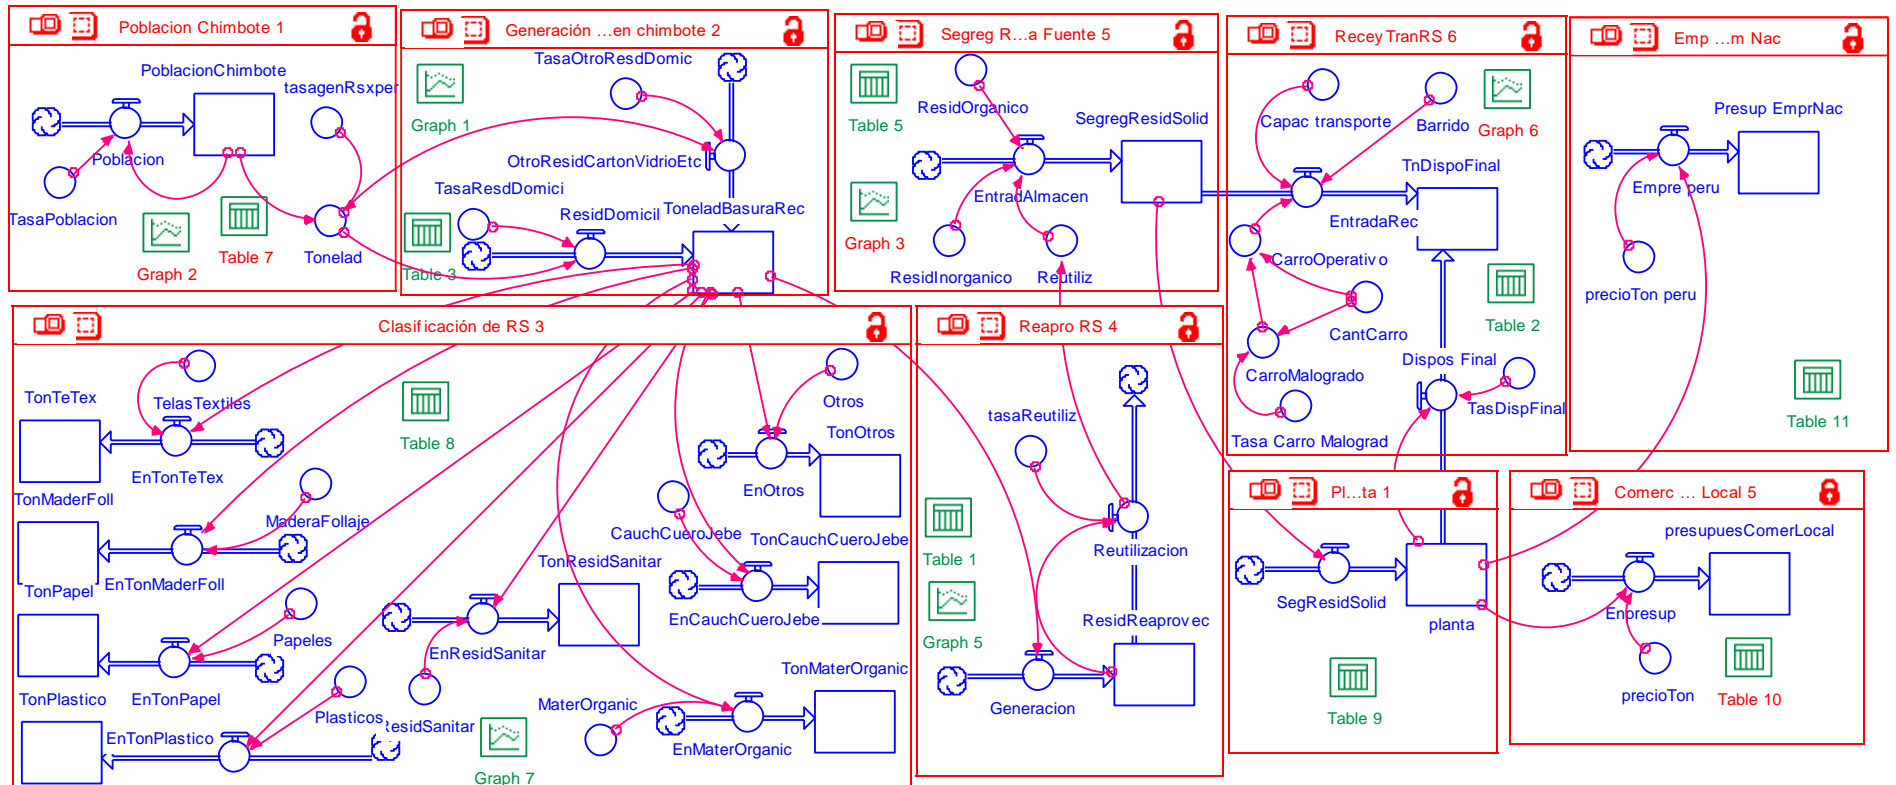 Poblacion Chimbote 1
PoblacionChimbote
tasagenRsxper
Poblacion
TasaPoblacion
Graph 2
Table 7
Tonelad
Generación ...en chimbote 2
TasaOtroResdDomic
Graph 1
OtroResidCartonVidrioEtc
TasaResdDomici
ResidDomicil
ToneladBasuraRec
Table 3
Segreg R...a Fuente 5
ResidOrganico
Table 5
SegregResidSolid
EntradAlmacen
Graph 3
ResidInorganico
Reutiliz
Recey TranRS 6
Capac transporte
Barrido
Graph 6
TnDispoFinal
EntradaRec
CarroOperativo
CantCarro
Table 2
Dispos Final
CarroMalogrado
TasDispFinal
Tasa Carro Malograd
Emp ...m Nac
Presup EmprNac
Empre peru
precioTon peru
Table 11
Clasificación de RS 3
TonTeTex
TelasTextiles
Table 8
EnTonTeTex
Otros
TonOtros
EnOtros
TonMaderFoll
MaderaFollaje
EnTonMaderFoll
CauchCueroJebe
TonCauchCueroJebe
EnCauchCueroJebe
TonPapel
Papeles
EnTonPapel
TonResidSanitar
EnResidSanitar
ResidSanitar
TonPlastico
Plasticos
EnTonPlastico
Graph 7
MaterOrganic
TonMaterOrganic
EnMaterOrganic
Reapro RS 4
tasaReutiliz
Table 1
Reutilizacion
Graph 5
ResidReaprovec
Generacion
Pl...ta 1
SegResidSolid
planta
Table 9
Comerc ... Local 5
presupuesComerLocal
Enpresup
precioTon
Table 10